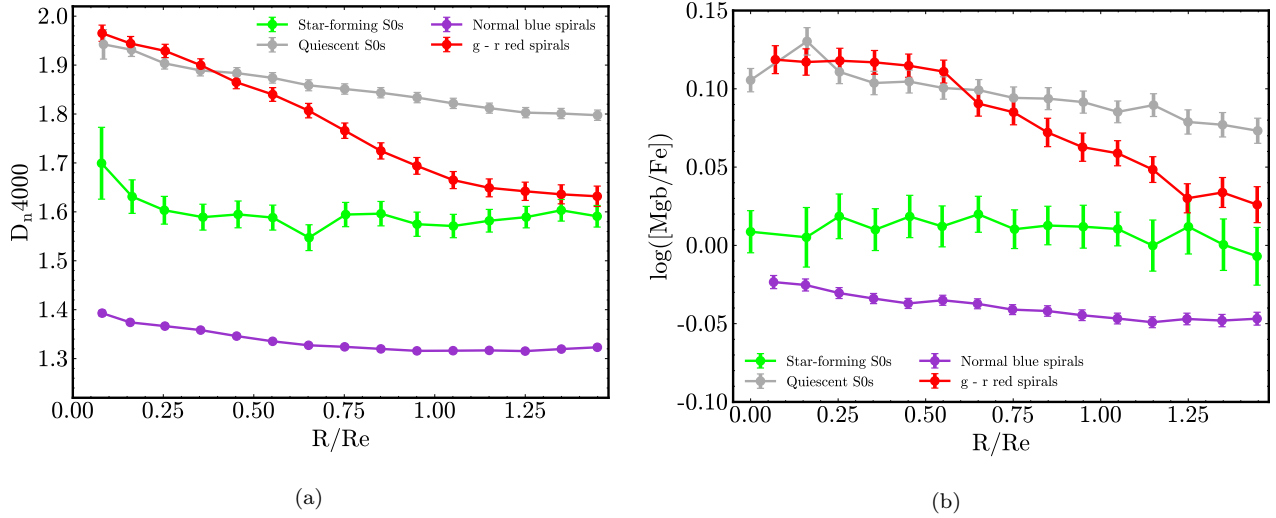 2.0
1.9
1.8
1.7
1.6
1.5
1.4
1.3
Dₙ4000
Star-forming S0s
Quiescent S0s
Normal blue spirals
g - r red spirals
0.00 0.25 0.50 0.75 1.00 1.25
R/Re
(a)
0.15
0.10
0.05
0.00
-0.05
-0.10
log([Mgb/Fe])
Star-forming S0s
Quiescent S0s
Normal blue spirals
g - r red spirals
0.00 0.25 0.50 0.75 1.00 1.25
R/Re
(b)